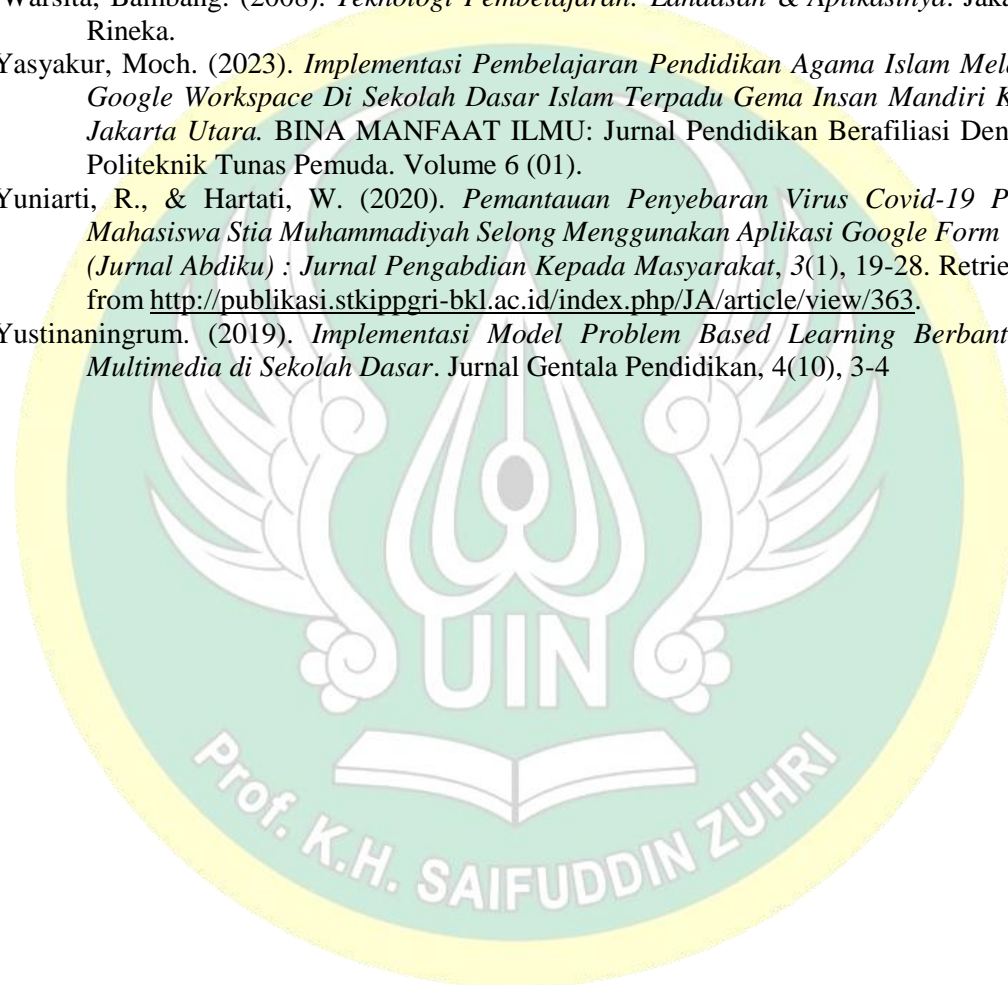 Warsita, Bambang. (2008). Teknologi Pembelajaran: Landasan & Aplikasinya. Jaka
Rineka.
Yasyakur, Moch. (2023). Implementasi Pembelajaran Pendidikan Agama Islam Mela
Google Workspace Di Sekolah Dasar Islam Terpadu Gema Insan Mandiri K
Jakarta Utara. BINA MANFAAT ILMU: Jurnal Pendidikan Berafiliasi Den
Politeknik Tunas Pemuda. Volume 6 (01).
Yuniarti, R., & Hartati, W. (2020). Pemantauan Penyebaran Virus Covid-19 P
Mahasiswa Stia Muhammadiyah Selong Menggunakan Aplikasi Google Form
(Jurnal Abdiku) : Jurnal Pengabdian Kepada Masyarakat, 3(1), 19-28. Retrie
from http://publikasi.stkippgri-bkl.ac.id/index.php/JA/article/view/363.
Yustinaningrum. (2019). Implementasi Model Problem Based Learning Berbant
Multimedia di Sekolah Dasar. Jurnal Gentala Pendidikan, 4(10), 3-4
UIN
Prof. K.H. SAIFUDDIN ZUHRI